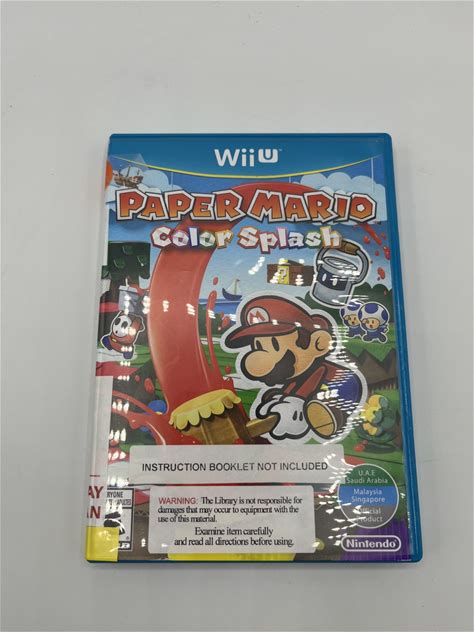 Wii U
PAPER MARIO
Color Splash
M
INSTRUCTION BOOKLET NOT INCLUDED
U.A.E
Saudi Arabia
Malaysia
Singapore
Official
Product
WARNING: The Library is not responsible for
damages that may occur to equipment with the
use of this material.
Examine item carefully
and read all directions before using.
Nintendo